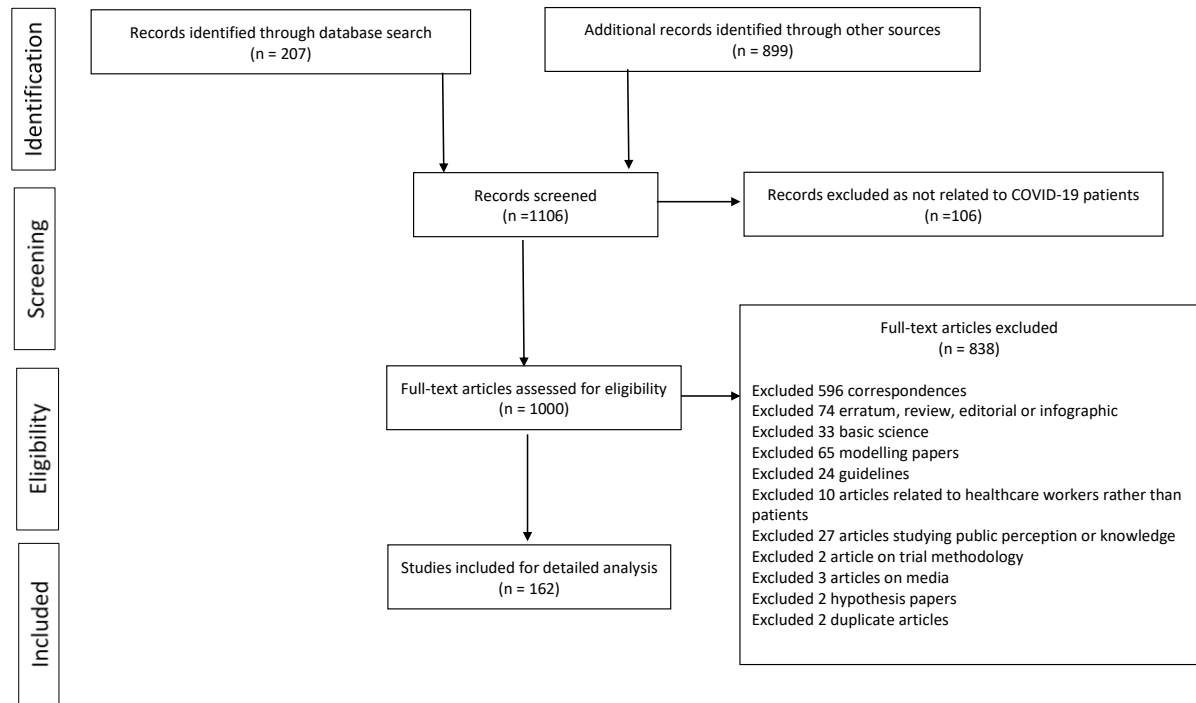 Identification
Records identified through database search
(n = 207)
Additional records identified through other sources
(n = 899)
Screening
Records screened
(n =1106)
Records excluded as not related to COVID-19 patients
(n =106)
Eligibility
Full-text articles assessed for eligibility
(n = 1000)
Full-text articles excluded
(n = 838)
Excluded 596 correspondences
Excluded 74 erratum, review, editorial or infographic
Excluded 33 basic science
Excluded 65 modelling papers
Excluded 24 guidelines
Excluded 10 articles related to healthcare workers rather than
patients
Excluded 27 articles studying public perception or knowledge
Excluded 2 article on trial methodology
Excluded 3 articles on media
Excluded 2 hypothesis papers
Excluded 2 duplicate articles
Included
Studies included for detailed analysis
(n = 162)